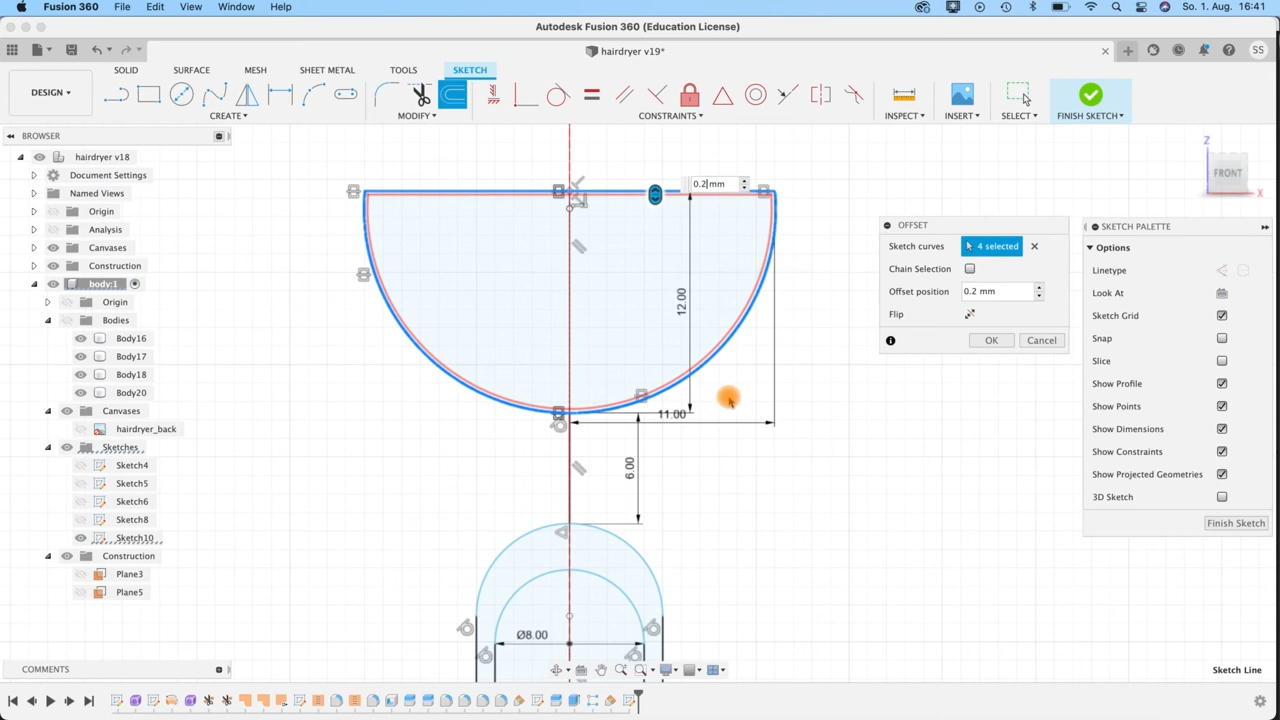 Fusion 360 File Edit View Window Help So. 1. Aug. 16:41
Autodesk Fusion 360 (Education License)
hairdryer v19* SS
SOLID SURFACE MESH SHEET METAL TOOLS SKETCH
DESIGN
CREATE MODIFY CONSTRAINTS INSPECT INSERT SELECT FINISH SKETCH
BROWSER
hairdryer v18
Document Settings
Named Views
Origin
Analysis
Canvases
Construction
body:1
Origin
Bodies
Body16
Body17
Body18
Body20
Canvases
hairdryer_back
Sketches
Sketch4
Sketch5
Sketch6
Sketch8
Sketch10
Construction
Plane3
Plane5
COMMENTS
0.2 mm
12.00
11.00
6.00
Ø8.00
OFFSET
Sketch curves 4 selected
Chain Selection
Offset position 0.2 mm
Flip
OK Cancel
Z
FRONT
X
SKETCH PALETTE
Options
Linetype
Look At
Sketch Grid
Snap
Slice
Show Profile
Show Points
Show Dimensions
Show Constraints
Show Projected Geometries
3D Sketch
Finish Sketch
Sketch Line